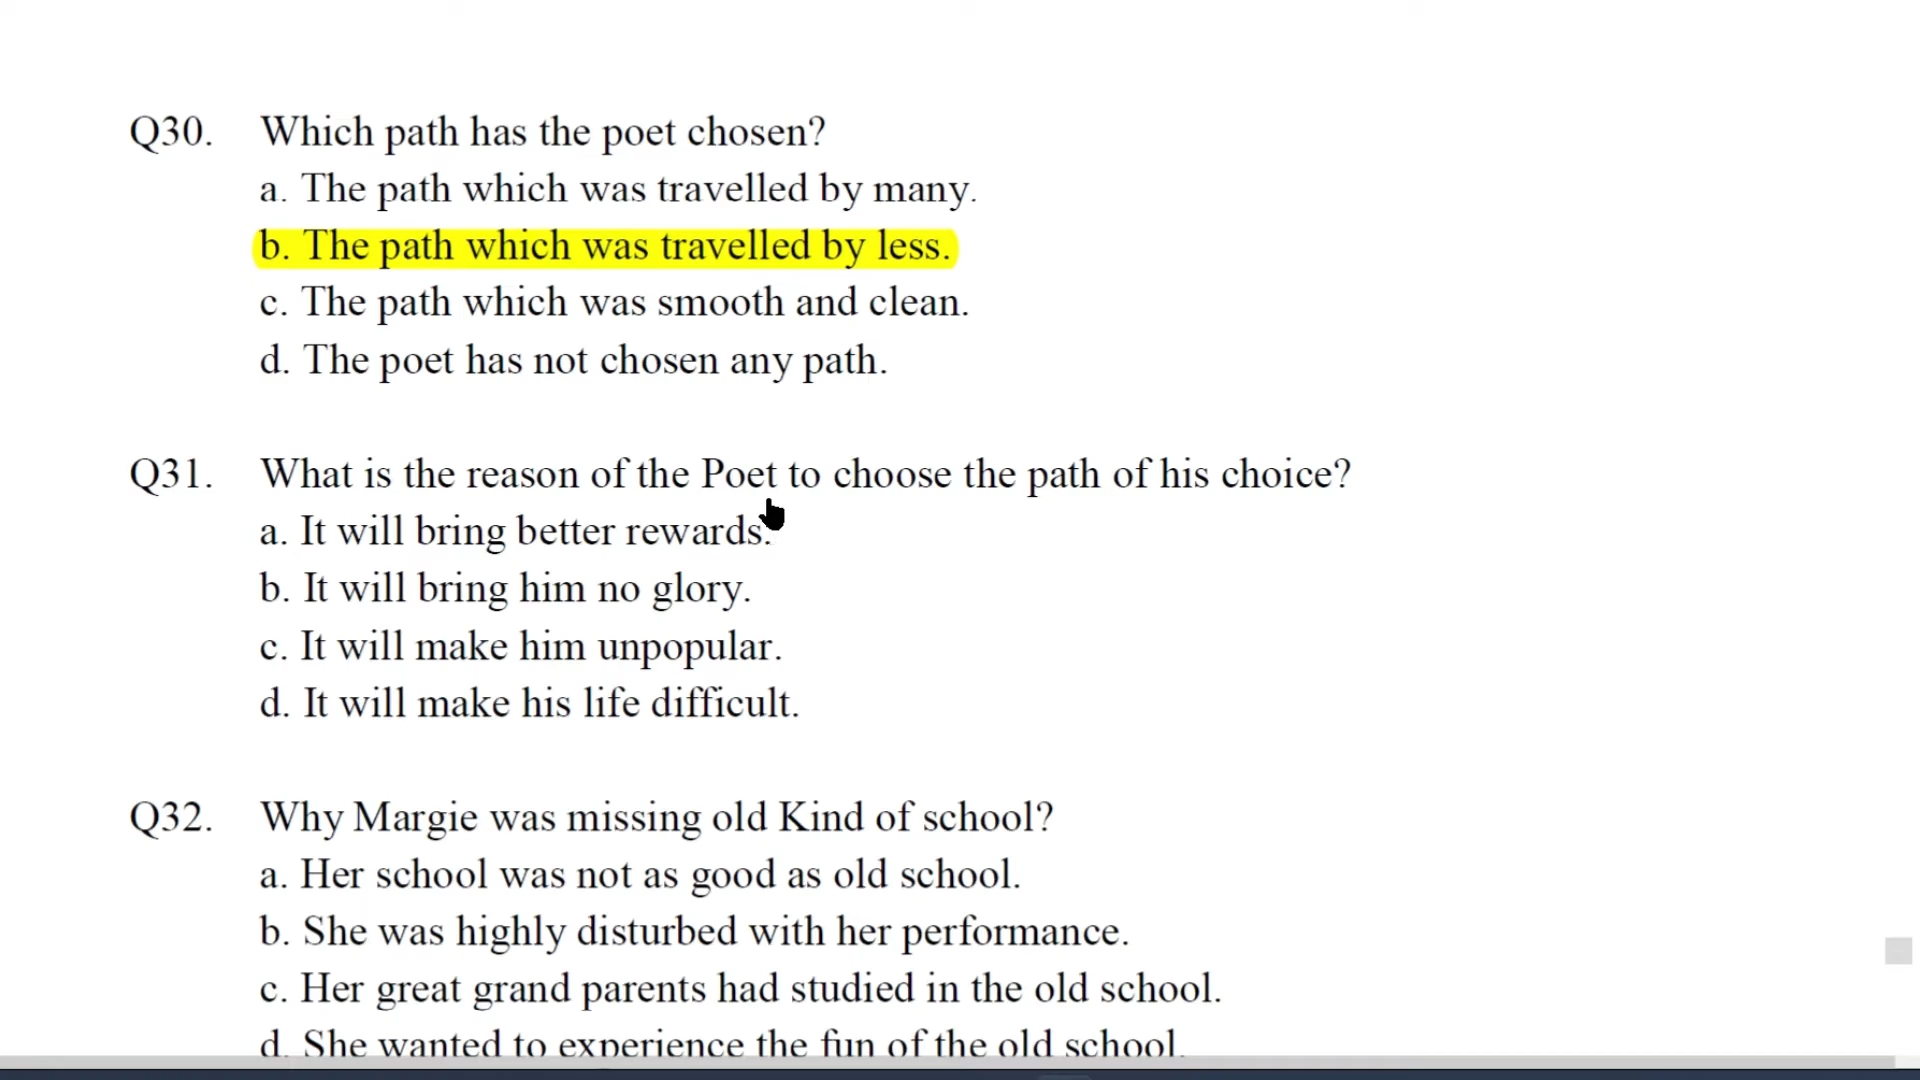 Q30. Which path has the poet chosen?
a. The path which was travelled by many.
b. The path which was travelled by less.
c. The path which was smooth and clean.
d. The poet has not chosen any path.
Q31. What is the reason of the Poet to choose the path of his choice?
a. It will bring better rewards.
b. It will bring him no glory.
c. It will make him unpopular.
d. It will make his life difficult.
Q32. Why Margie was missing old Kind of school?
a. Her school was not as good as old school.
b. She was highly disturbed with her performance.
c. Her great grand parents had studied in the old school.
d. She wanted to experience the fun of the old school.